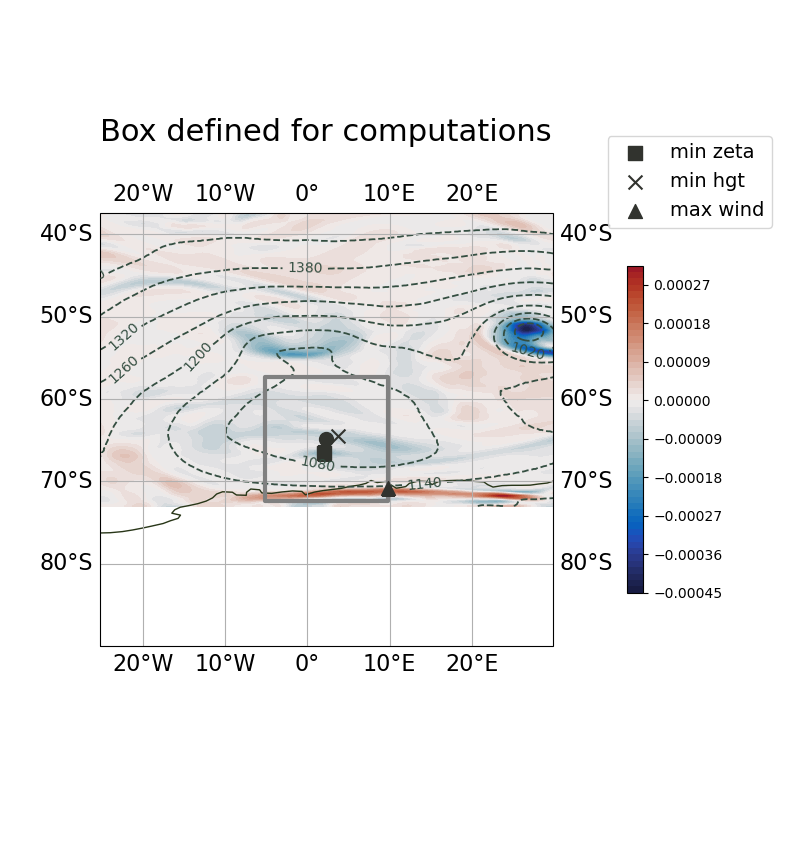 Box defined for computations
min zeta
min hgt
max wind
20°W 10°W 0° 10°E 20°E
40°S 40°S
1380
0.00027
50°S 50°S
0.00018
1320
1020
1200
1260
0.00009
60°S 60°S
0.00000
−0.00009
1080
70°S 70°S
1140
−0.00018
−0.00027
80°S 80°S
−0.00036
−0.00045
20°W 10°W 0° 10°E 20°E